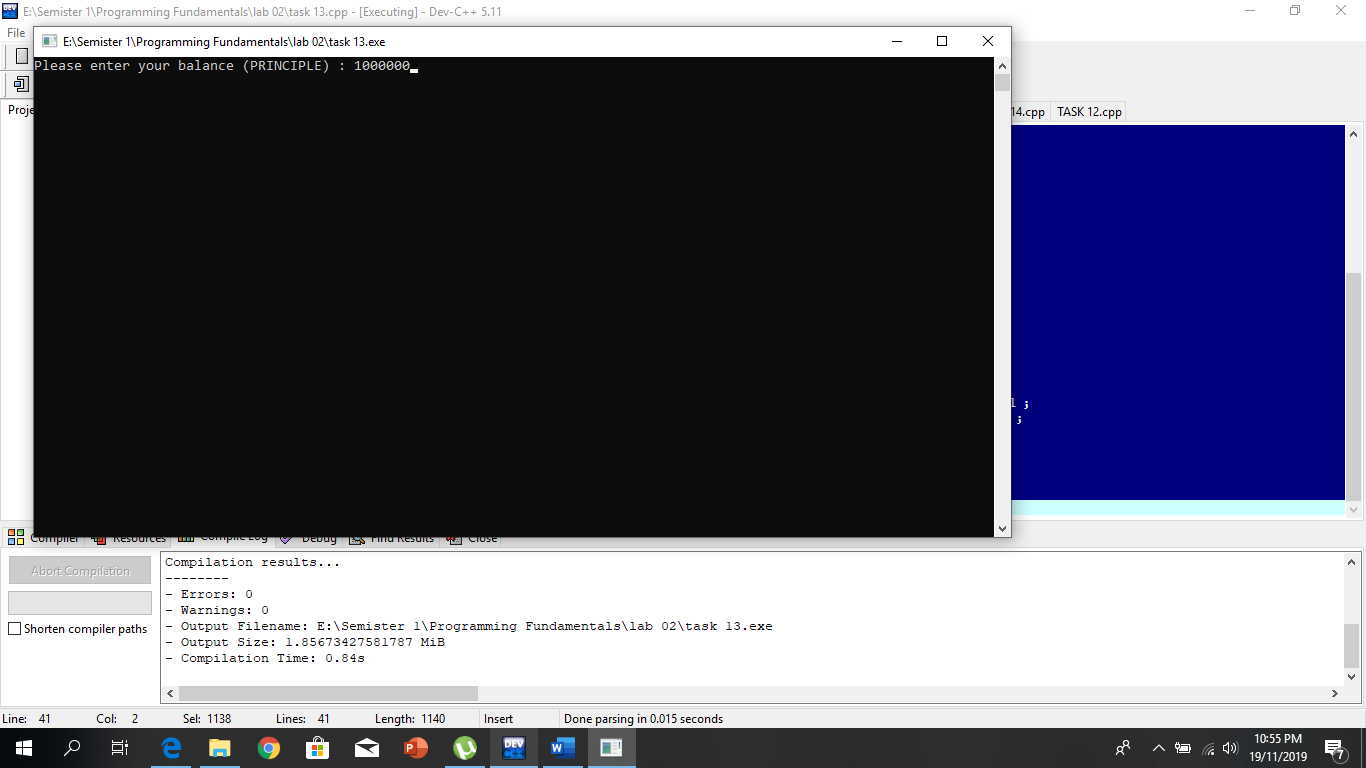 E:\Semister 1\Programming Fundamentals\lab 02\task 13.cpp - [Executing] - Dev-C++ 5.11
File
E:\Semister 1\Programming Fundamentals\lab 02\task 13.exe
Please enter your balance (PRINCIPLE) : 1000000
Proje
14.cpp TASK 12.cpp
;
;
Compiler Resources Compile Log Debug Find Results Close
Abort Compilation
Shorten compiler paths
Compilation results...
--------
- Errors: 0
- Warnings: 0
- Output Filename: E:\Semister 1\Programming Fundamentals\lab 02\task 13.exe
- Output Size: 1.85673427581787 MiB
- Compilation Time: 0.84s
Line: 41 Col: 2 Sel: 1138 Lines: 41 Length: 1140 Insert Done parsing in 0.015 seconds
DEV
10:55 PM
19/11/2019
7